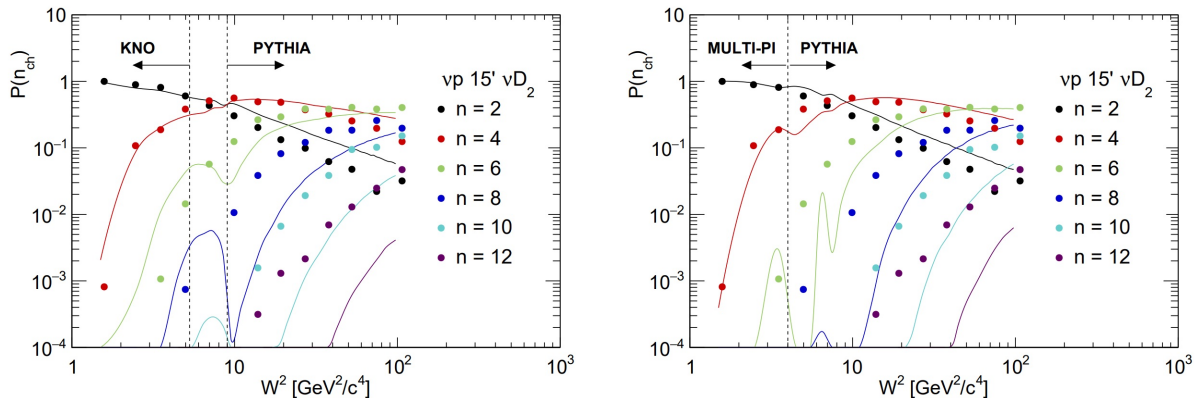 P(n_ch)
10
1
10⁻¹
10⁻²
10⁻³
10⁻⁴
KNO
PYTHIA
νp 15' νD₂
n = 2
n = 4
n = 6
n = 8
n = 10
n = 12
1
10
10²
10³
W² [GeV²/c⁴]
P(n_ch)
10
1
10⁻¹
10⁻²
10⁻³
10⁻⁴
MULTI-PI
PYTHIA
νp 15' νD₂
n = 2
n = 4
n = 6
n = 8
n = 10
n = 12
1
10
10²
10³
W² [GeV²/c⁴]